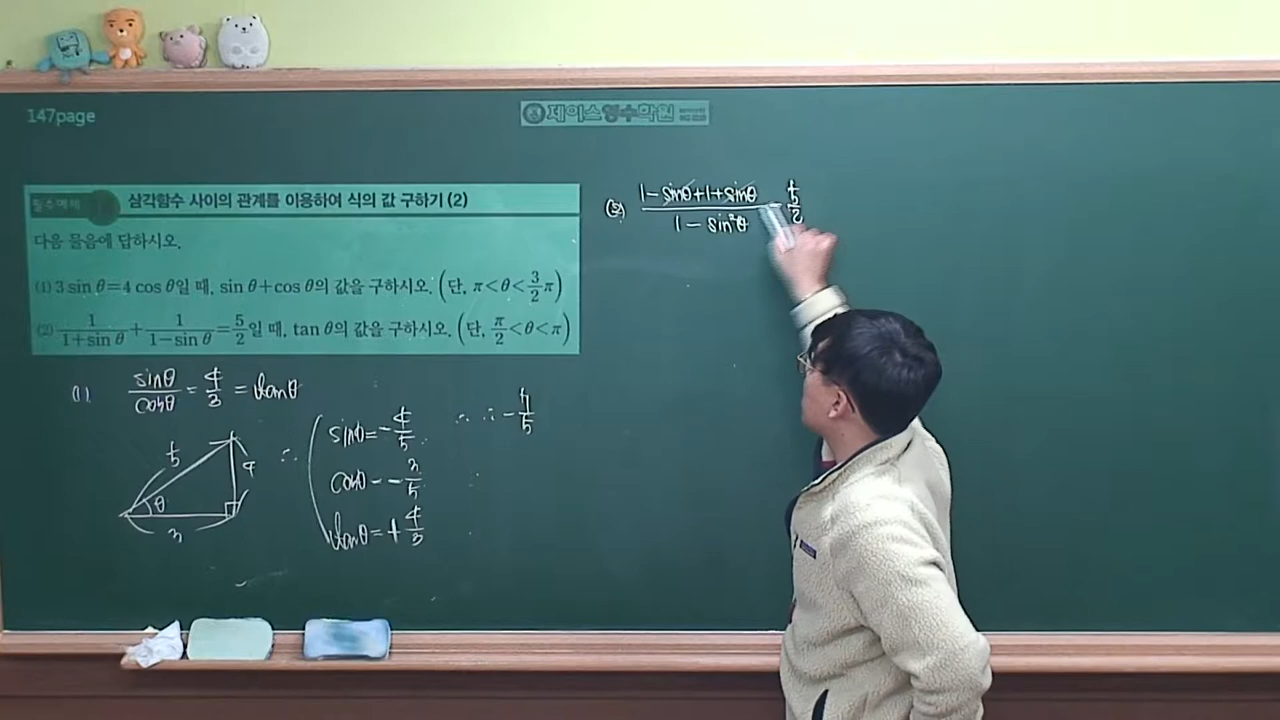 147page
제이스영수학원
필수예제 삼각함수 사이의 관계를 이용하여 식의 값 구하기 (2)
다음 물음에 답하시오.
(1) 3 sin θ=4 cos θ일 때, sin θ+cos θ의 값을 구하시오. (단, π<θ<3/2π)
(2) 1/(1+sin θ) + 1/(1−sin θ) = 5/2일 때, tan θ의 값을 구하시오. (단, π/2<θ<π)
(1) sinθ/cosθ = 4/3 = tanθ
5 4 θ 3
∴ sinθ = -4/5
cosθ = -3/5
tanθ = +4/3
∴ -7/5
(2) (1-sinθ+1+sinθ)/(1-sin²θ) = 5/2